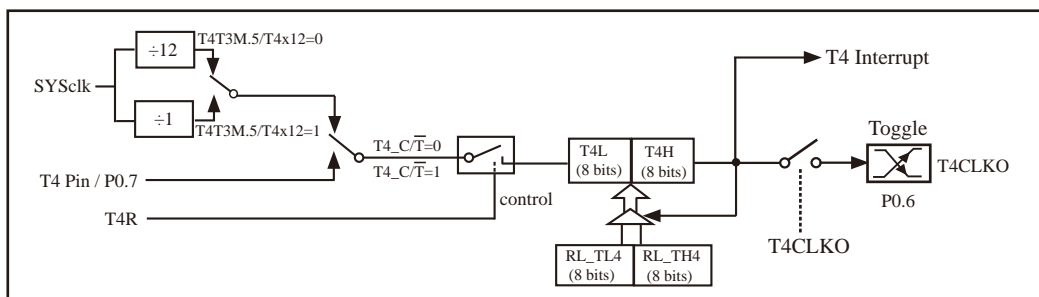 ÷12
T4T3M.5/T4x12=0
SYSclk
÷1
T4T3M.5/T4x12=1
T4_C/T̅=0
T4_C/T̅=1
T4 Pin / P0.7
T4R
control
T4L
(8 bits)
T4H
(8 bits)
RL_TL4
(8 bits)
RL_TH4
(8 bits)
T4 Interrupt
Toggle
T4CLKO
P0.6
T4CLKO